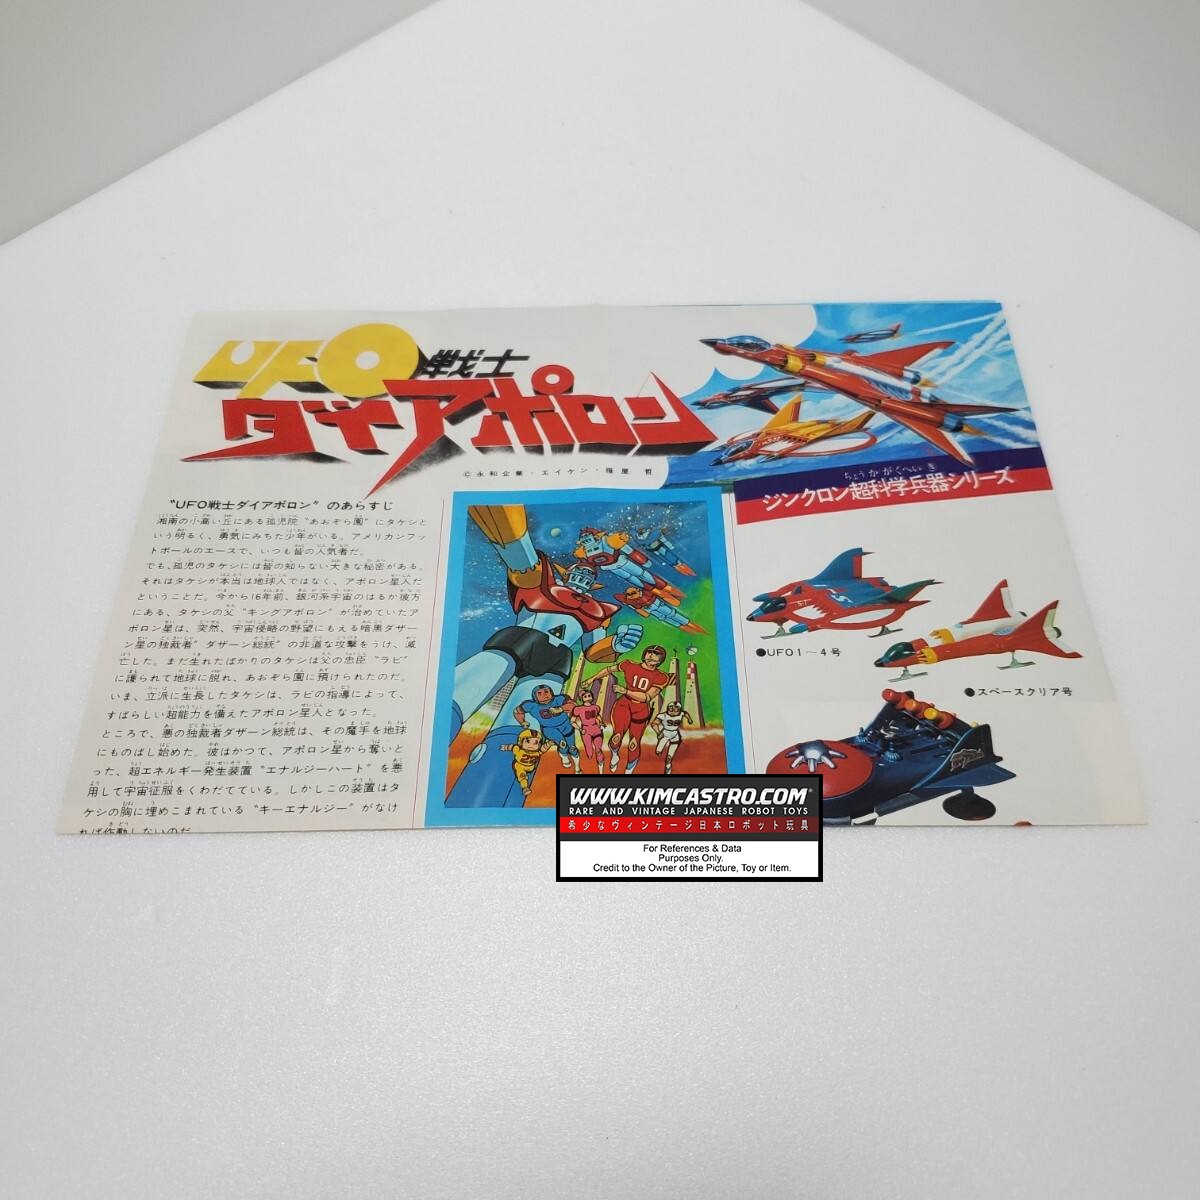 UFO戦士
ダイアポロン
©永和企業・エイケン・雁屋 哲
ちょうかがくへいき
ジンクロン超科学兵器シリーズ
"UFO戦士ダイアポロン"のあらすじ
湘南の小高い丘にある孤児院"あおぞら園"にタケシと
いう明るく、勇気にみちた少年がいる。アメリカンフッ
トボールのエースで、いつも皆の人気者だ。
でも、孤児のタケシには皆の知らない大きな秘密がある。
それはタケシが本当は地球人ではなく、アポロン星人だ
ということだ。今から16年前、銀河系宇宙のはるか彼方
にある、タケシの父"キングアポロン"が治めていたア
ポロン星は、突然、宇宙侵略の野望にもえる暗黒ダザー
ン星の独裁者"ダザーン総統"の非道な攻撃をうけ、滅
亡した。まだ生れたばかりのタケシは父の忠臣"ラビ"
に護られて地球に脱れ、あおぞら園に預けられたのだ。
いま、立派に生長したタケシは、ラビの指導によって、
すばらしい超能力を備えたアポロン星人となった。
ところで、悪の独裁者ダザーン総統は、その魔手を地球
にものばし始めた。彼はかつて、アポロン星から奪いと
った、超エネルギー発生装置"エナルジーハート"を悪
用して宇宙征服をくわだてている。しかしこの装置はタ
ケシの胸に埋めこまれている"キーエナルジー"がなけ
れば作動しないのだ
10
●UFO1〜4号
●スペースクリア号
WWW.KIMCASTRO.COM®
RARE AND VINTAGE JAPANESE ROBOT TOYS
希少なヴィンテージ日本ロボット玩具
For References & Data
Purposes Only.
Credit to the Owner of the Picture, Toy or Item.